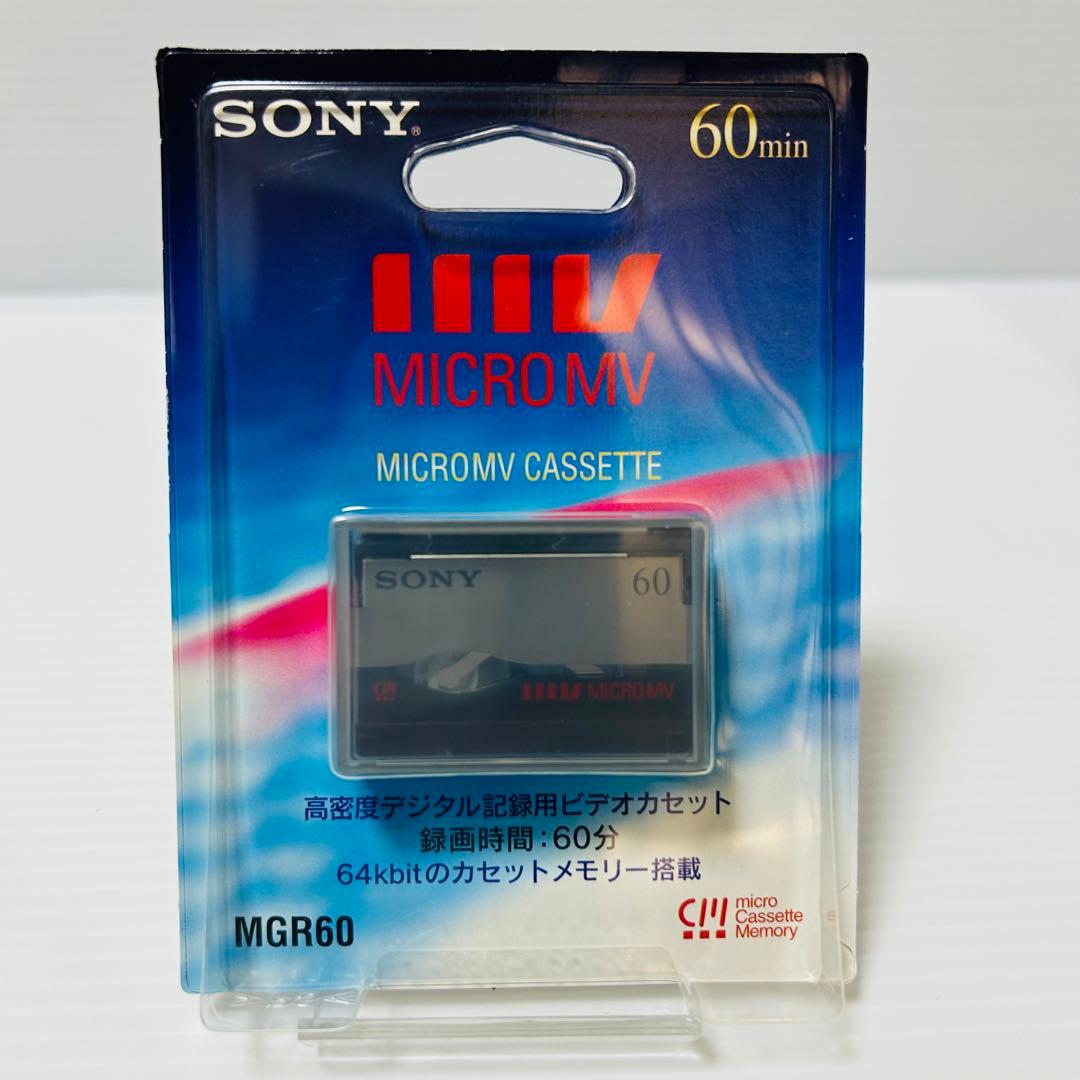 SONY®
60min
MICROMV
MICROMV CASSETTE
SONY 60
MICROMV
高密度デジタル記録用ビデオカセット
録画時間：60分
64kbitのカセットメモリー搭載
MGR60
micro
Cassette
Memory